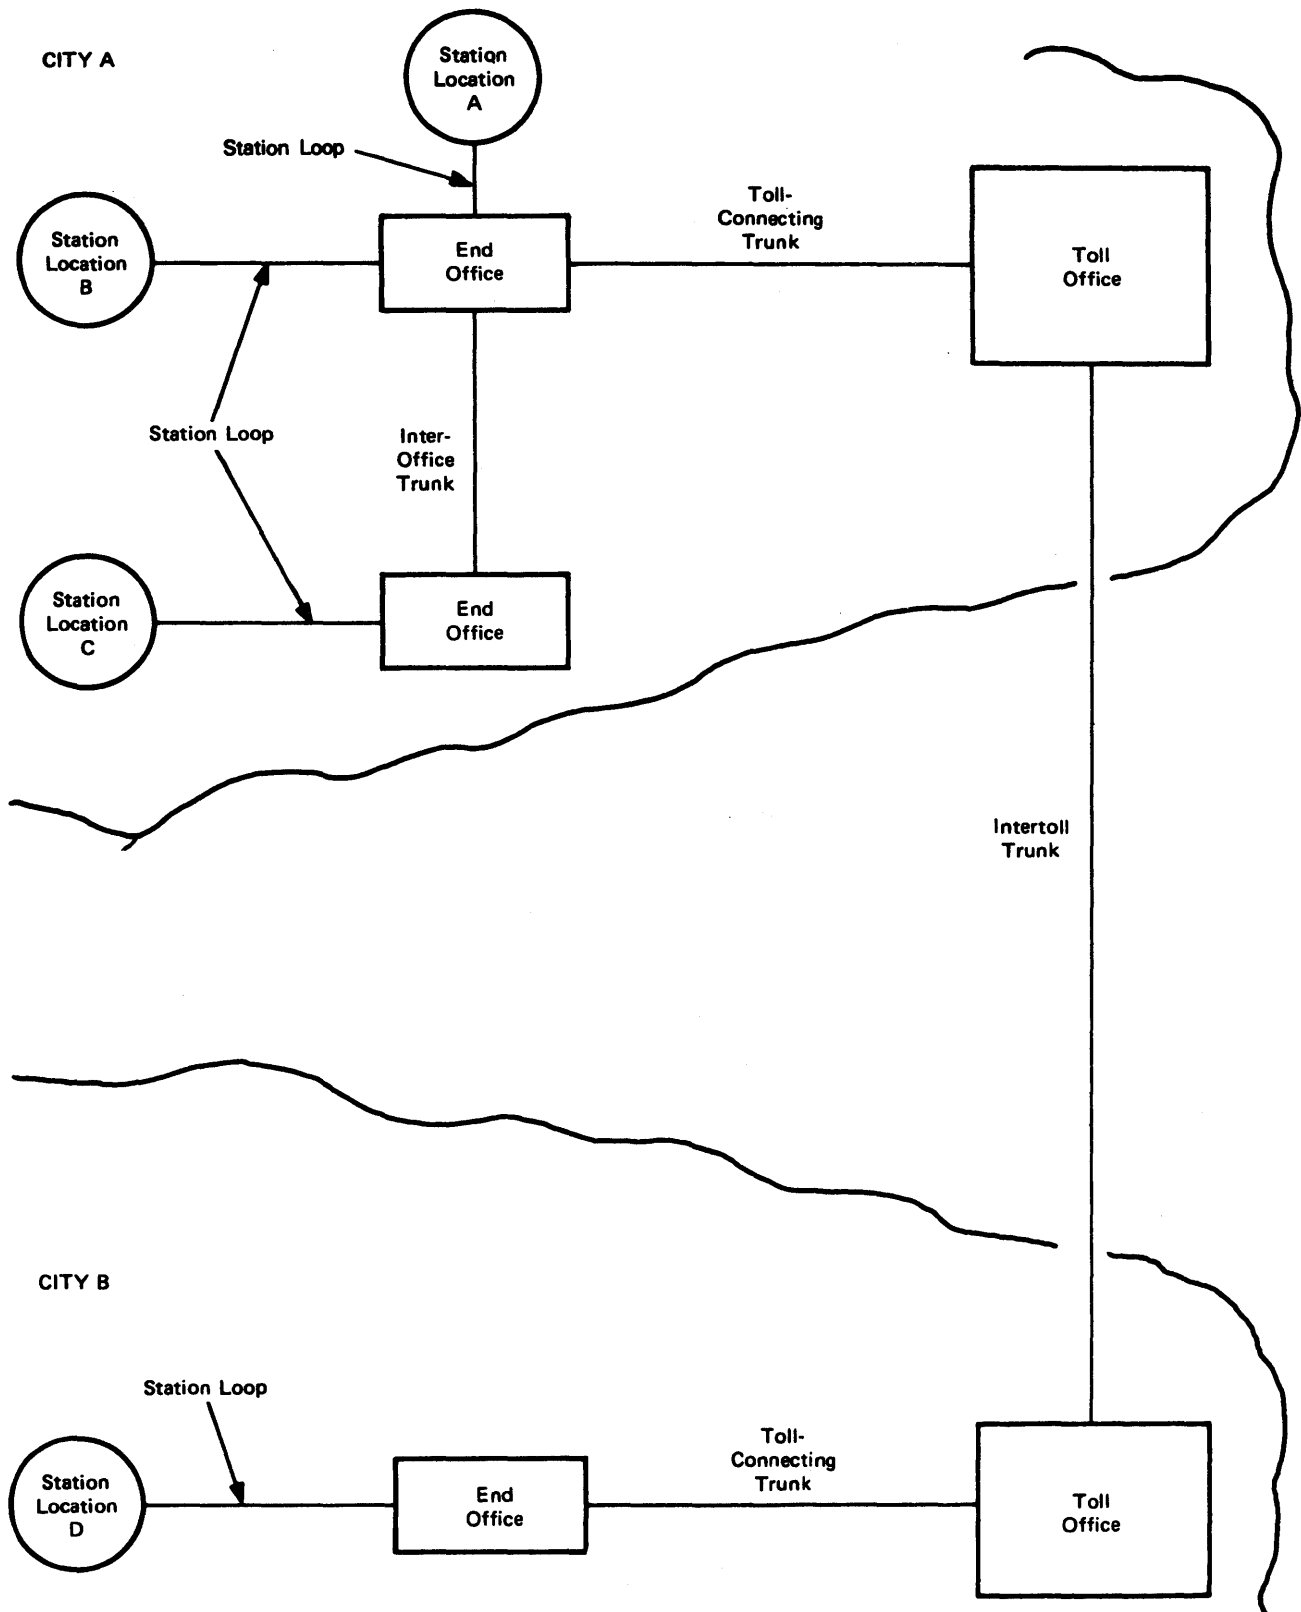 CITY A
Station
Location
A
Station Loop
Station
Location
B
End
Office
Toll-
Connecting
Trunk
Toll
Office
Station Loop
Inter-
Office
Trunk
Station
Location
C
End
Office
Intertoll
Trunk
CITY B
Station Loop
Station
Location
D
End
Office
Toll-
Connecting
Trunk
Toll
Office